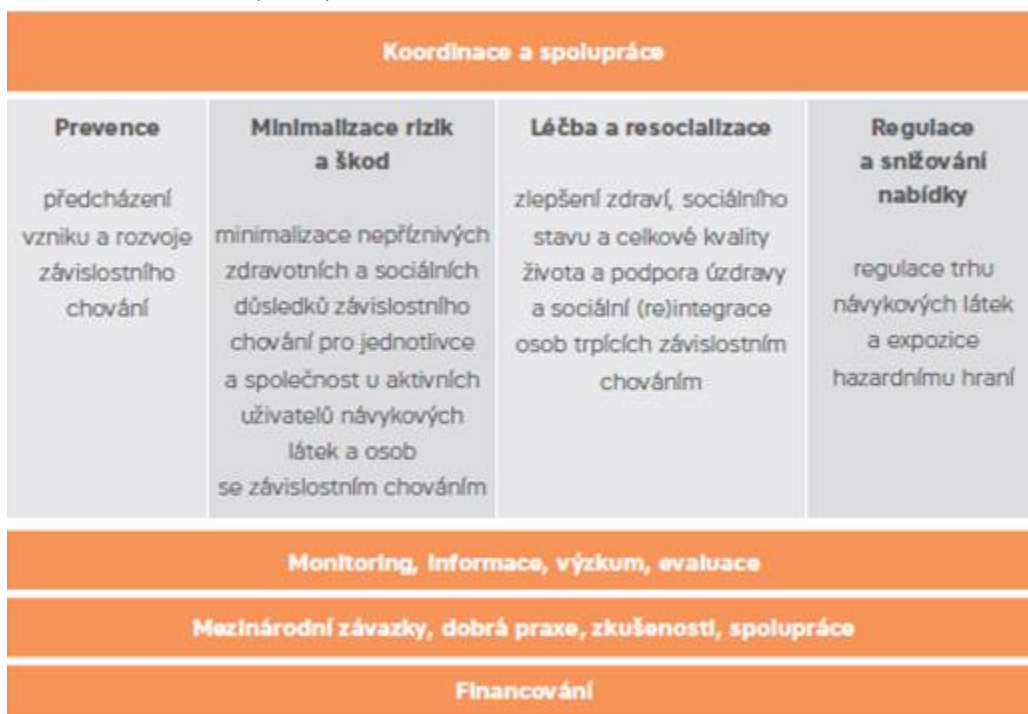 Koordinace a spolupráce
Prevence
předcházení
vzniku a rozvoje
závislostního
chování
Minimalizace rizik
a škod
minimalizace nepříznivých
zdravotních a sociálních
důsledků závislostního
chování pro jednotlivce
a společnost u aktivních
uživatelů návykových
látek a osob
se závislostním chováním
Léčba a resocializace
zlepšení zdraví, sociálního
stavu a celkové kvality
života a podpora úzdravy
a sociální (re)integrace
osob trpících závislostním
chováním
Regulace
a snižování
nabídky
regulace trhu
návykových látek
a expozice
hazardnímu hraní
Monitoring, informace, výzkum, evaluace
Mezinárodní závazky, dobrá praxe, zkušenosti, spolupráce
Financování